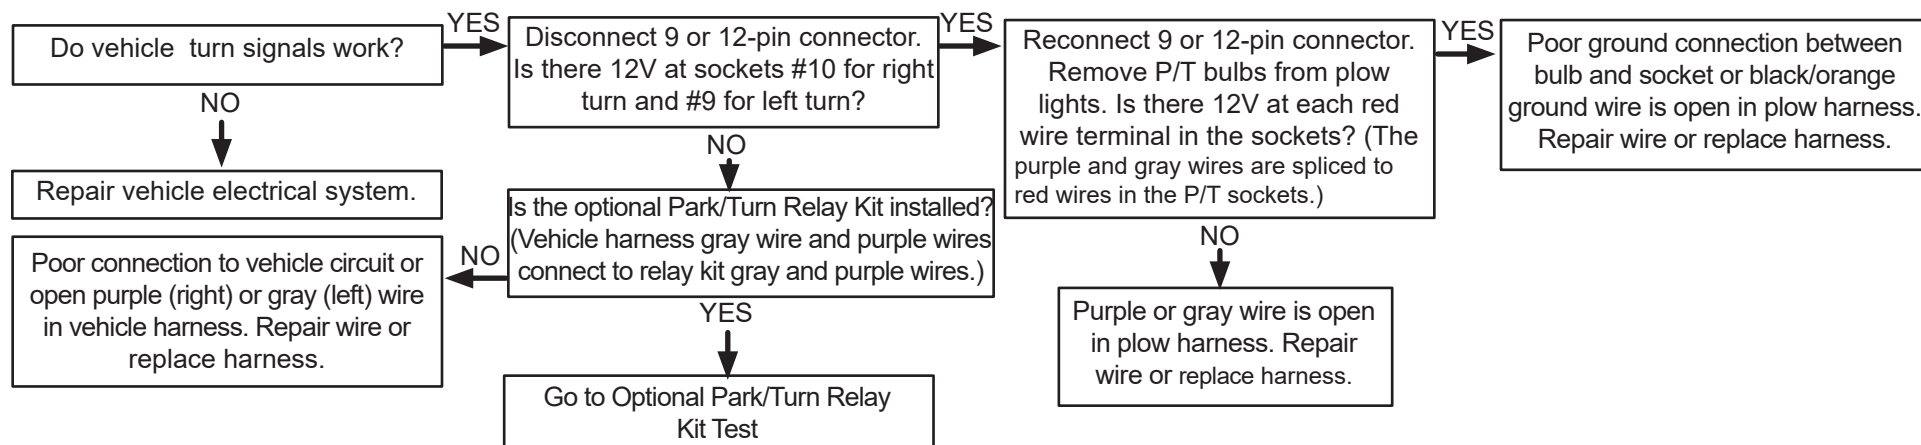 Do vehicle turn signals work?
YES
NO
Repair vehicle electrical system.
Disconnect 9 or 12-pin connector.
Is there 12V at sockets #10 for right
turn and #9 for left turn?
YES
NO
Is the optional Park/Turn Relay Kit installed?
(Vehicle harness gray wire and purple wires
connect to relay kit gray and purple wires.)
NO
Poor connection to vehicle circuit or
open purple (right) or gray (left) wire
in vehicle harness. Repair wire or
replace harness.
YES
Go to Optional Park/Turn Relay
Kit Test
Reconnect 9 or 12-pin connector.
Remove P/T bulbs from plow
lights. Is there 12V at each red
wire terminal in the sockets? (The
purple and gray wires are spliced to
red wires in the P/T sockets.)
YES
NO
Purple or gray wire is open
in plow harness. Repair
wire or replace harness.
Poor ground connection between
bulb and socket or black/orange
ground wire is open in plow harness.
Repair wire or replace harness.